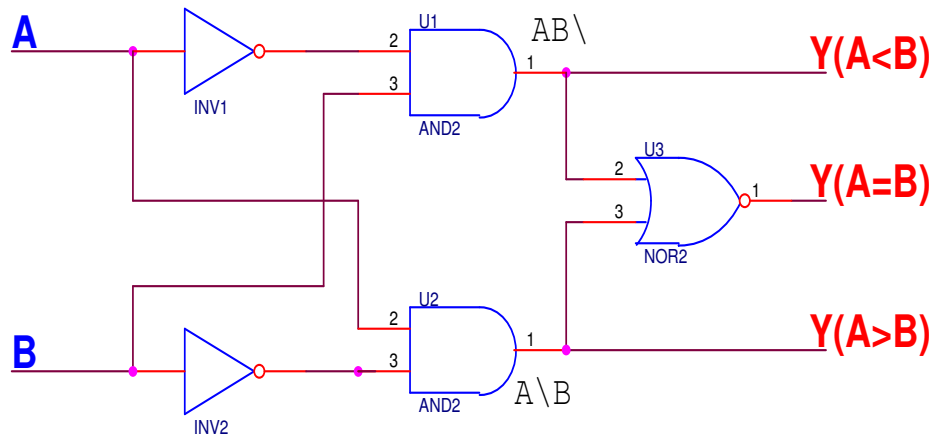 A
INV1
U1
2
3
1
AND2
AB\
Y(A<B)
U3
2
3
1
NOR2
Y(A=B)
B
INV2
U2
2
3
1
AND2
A\B
Y(A>B)